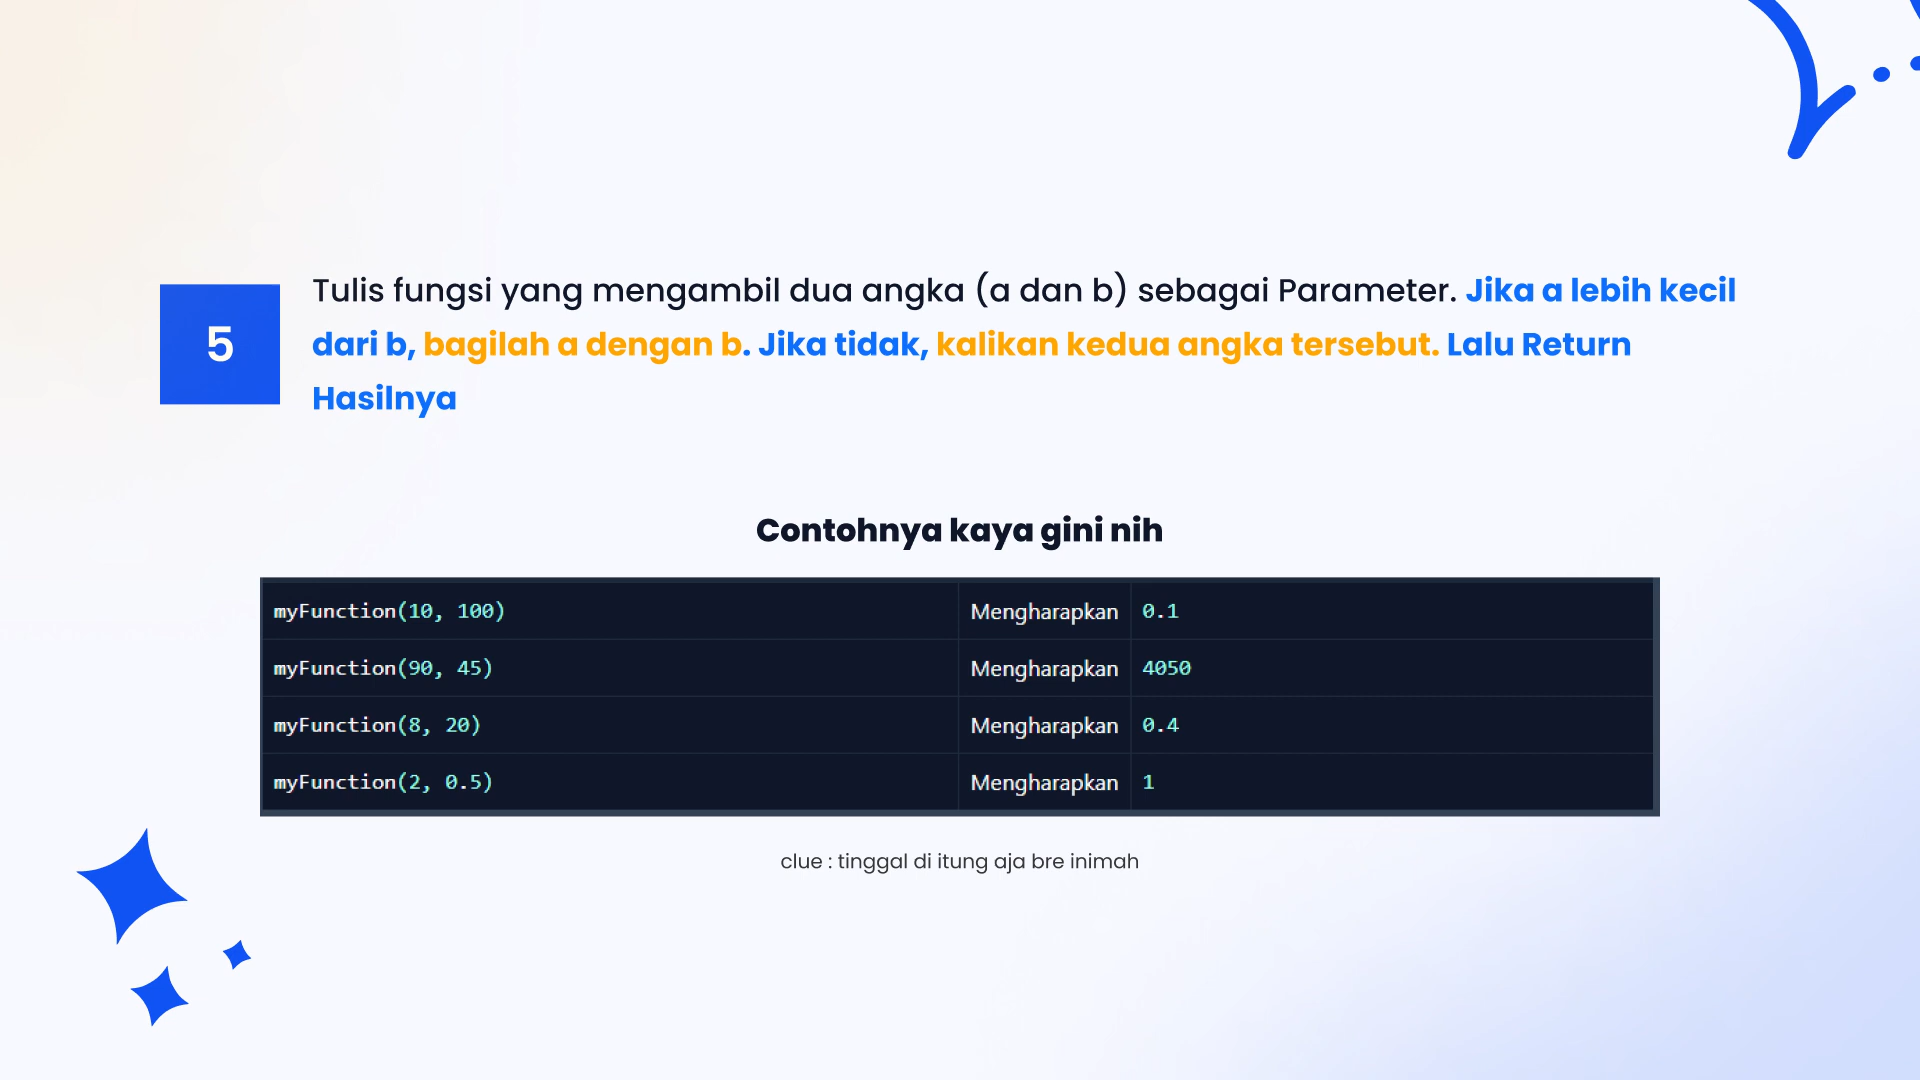 5
Tulis fungsi yang mengambil dua angka (a dan b) sebagai Parameter. Jika a lebih kecil
dari b, bagilah a dengan b. Jika tidak, kalikan kedua angka tersebut. Lalu Return
Hasilnya
Contohnya kaya gini nih
myFunction(10, 100) Mengharapkan 0.1
myFunction(90, 45) Mengharapkan 4050
myFunction(8, 20) Mengharapkan 0.4
myFunction(2, 0.5) Mengharapkan 1
clue : tinggal di itung aja bre inimah